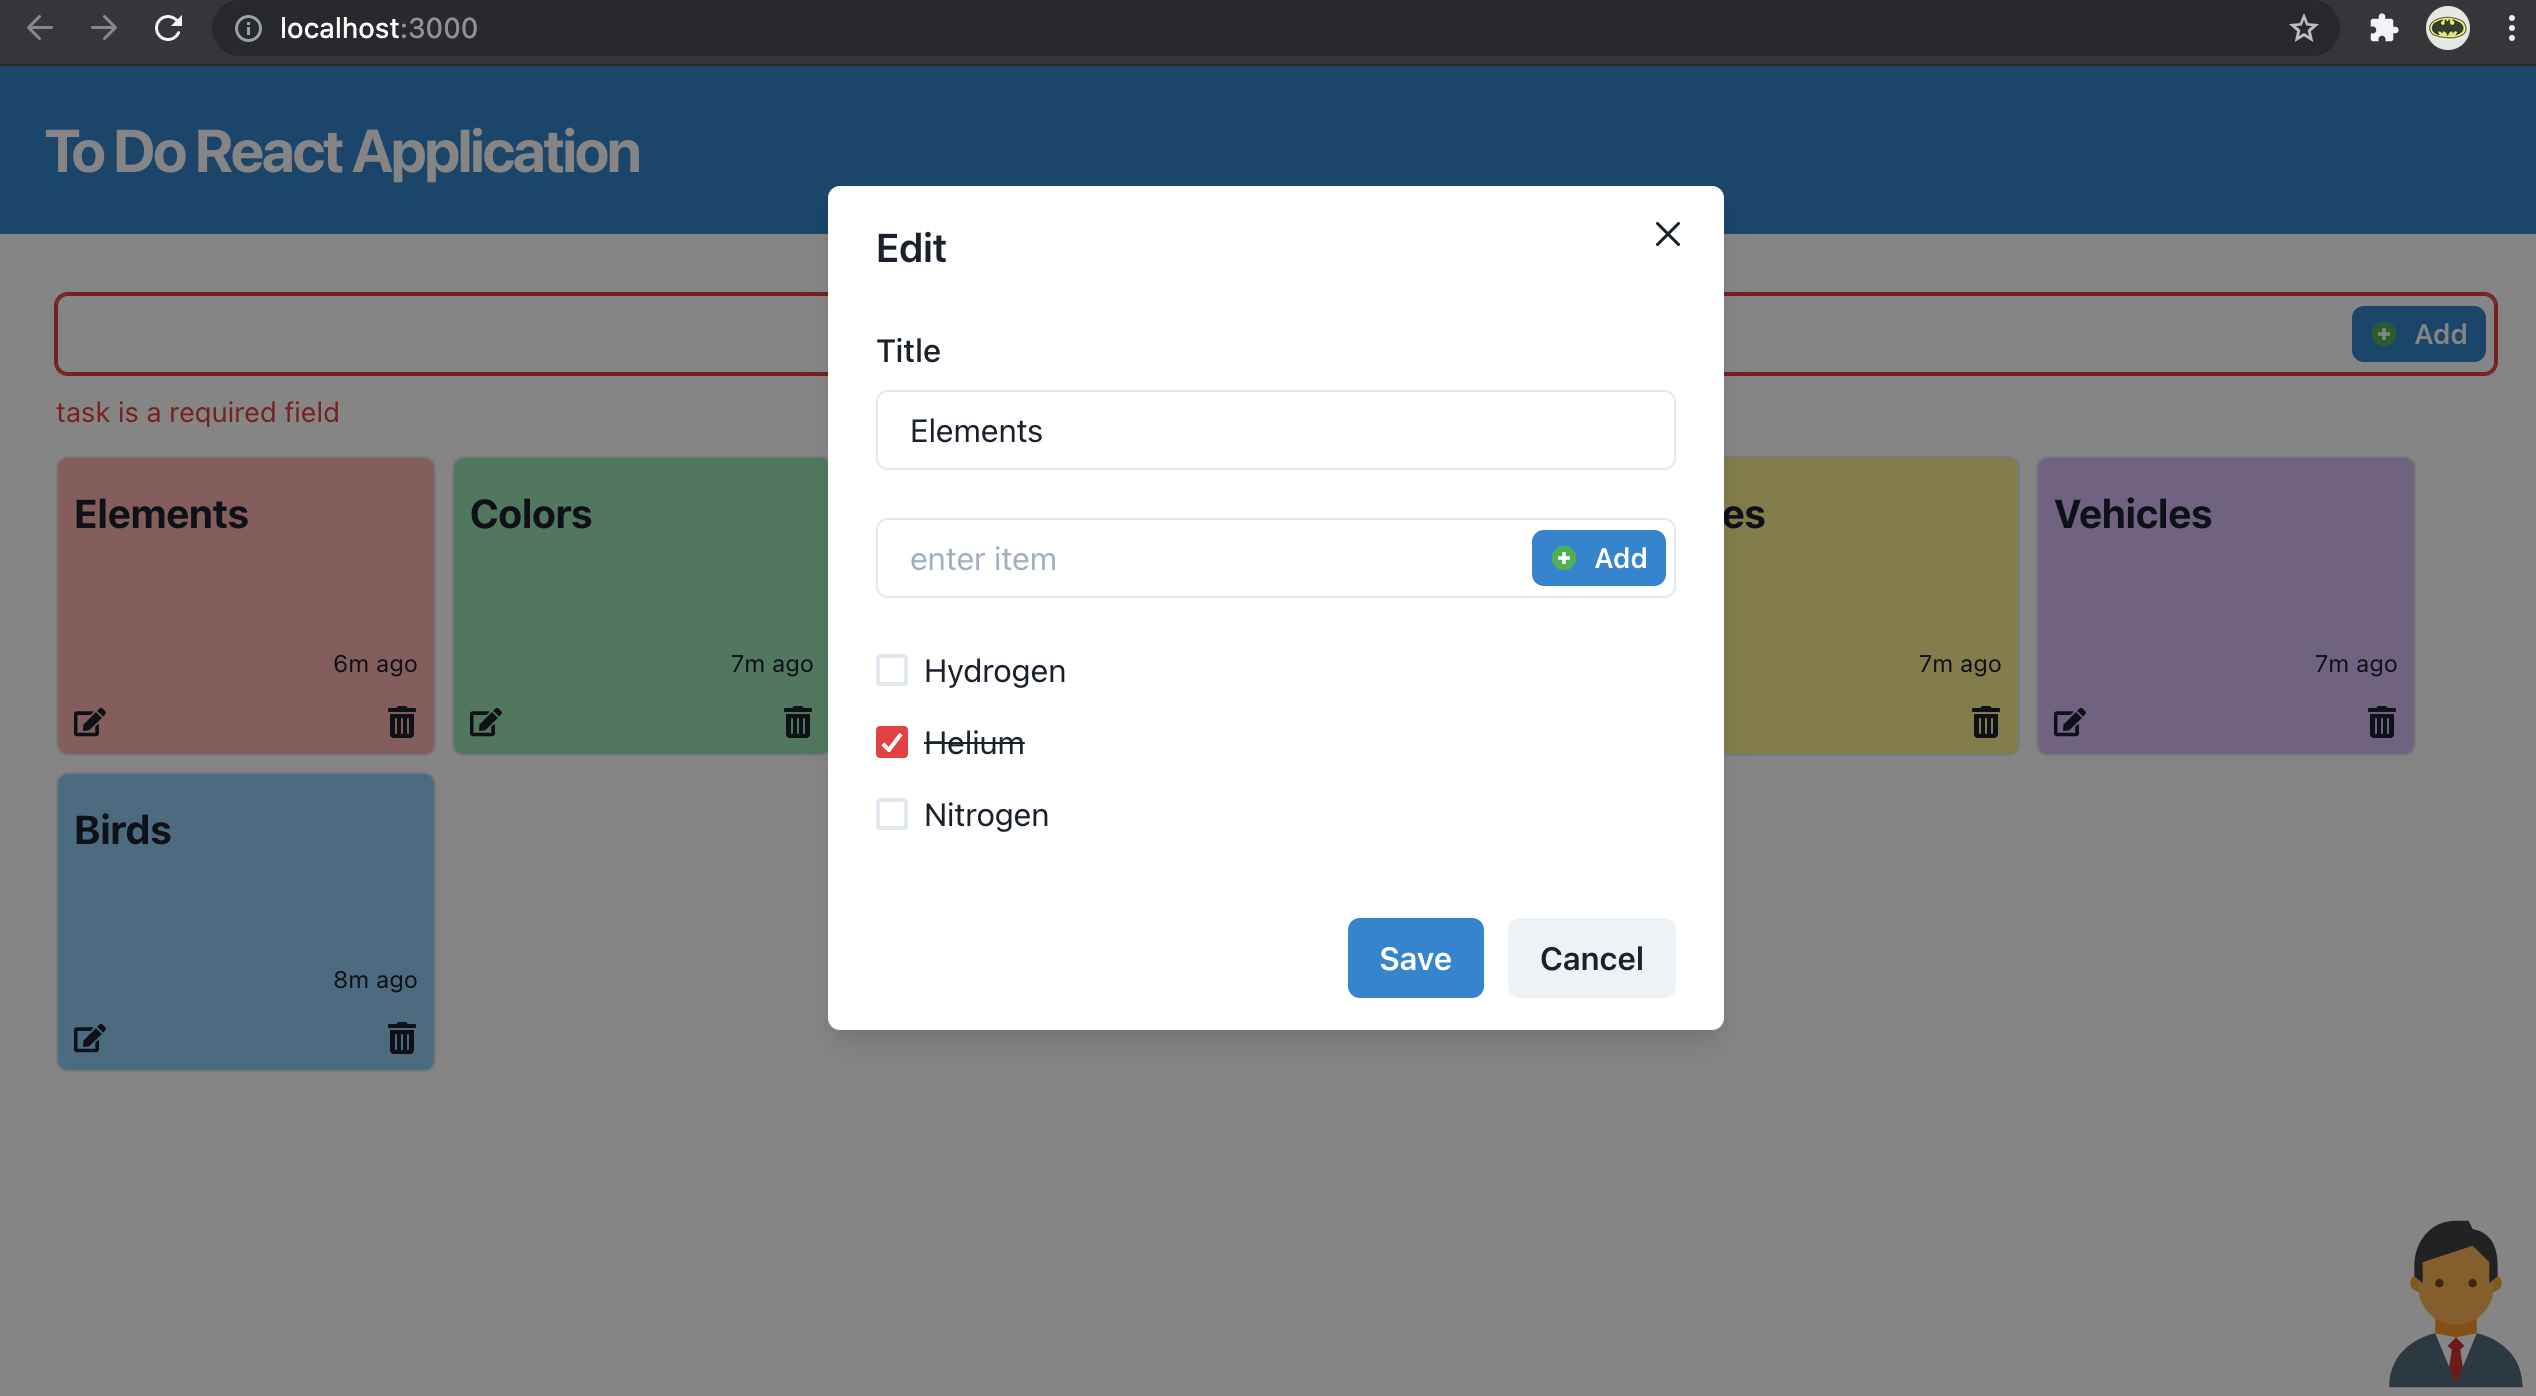 localhost:3000
To Do React Application
Edit
Title
Elements
enter item
Add
Hydrogen
Helium
Nitrogen
Save
Cancel
Add
task is a required field
Elements
6m ago
Colors
7m ago
es
7m ago
Vehicles
7m ago
Birds
8m ago